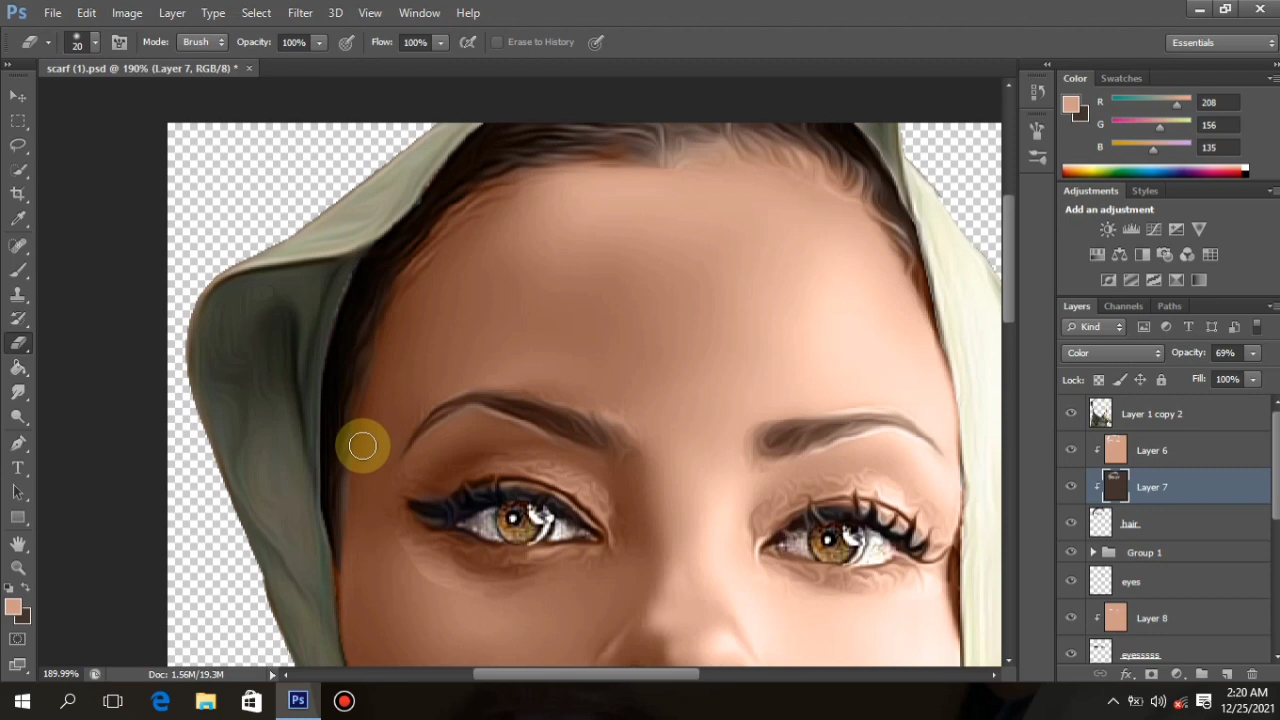 Ps File Edit Image Layer Type Select Filter 3D View Window Help
20 Mode: Brush Opacity: 100% Flow: 100% Erase to History Essentials
scarf (1).psd @ 190% (Layer 7, RGB/8) * ×
Color Swatches
R 208
G 156
B 135
Adjustments Styles
Add an adjustment
Layers Channels Paths
Kind
Color Opacity: 69%
Lock: Fill: 100%
Layer 1 copy 2
Layer 6
Layer 7
hair
Group 1
eyes
Layer 8
eyesssss
189.99% Doc: 1.56M/19.3M
Ps 2:20 AM
12/25/2021